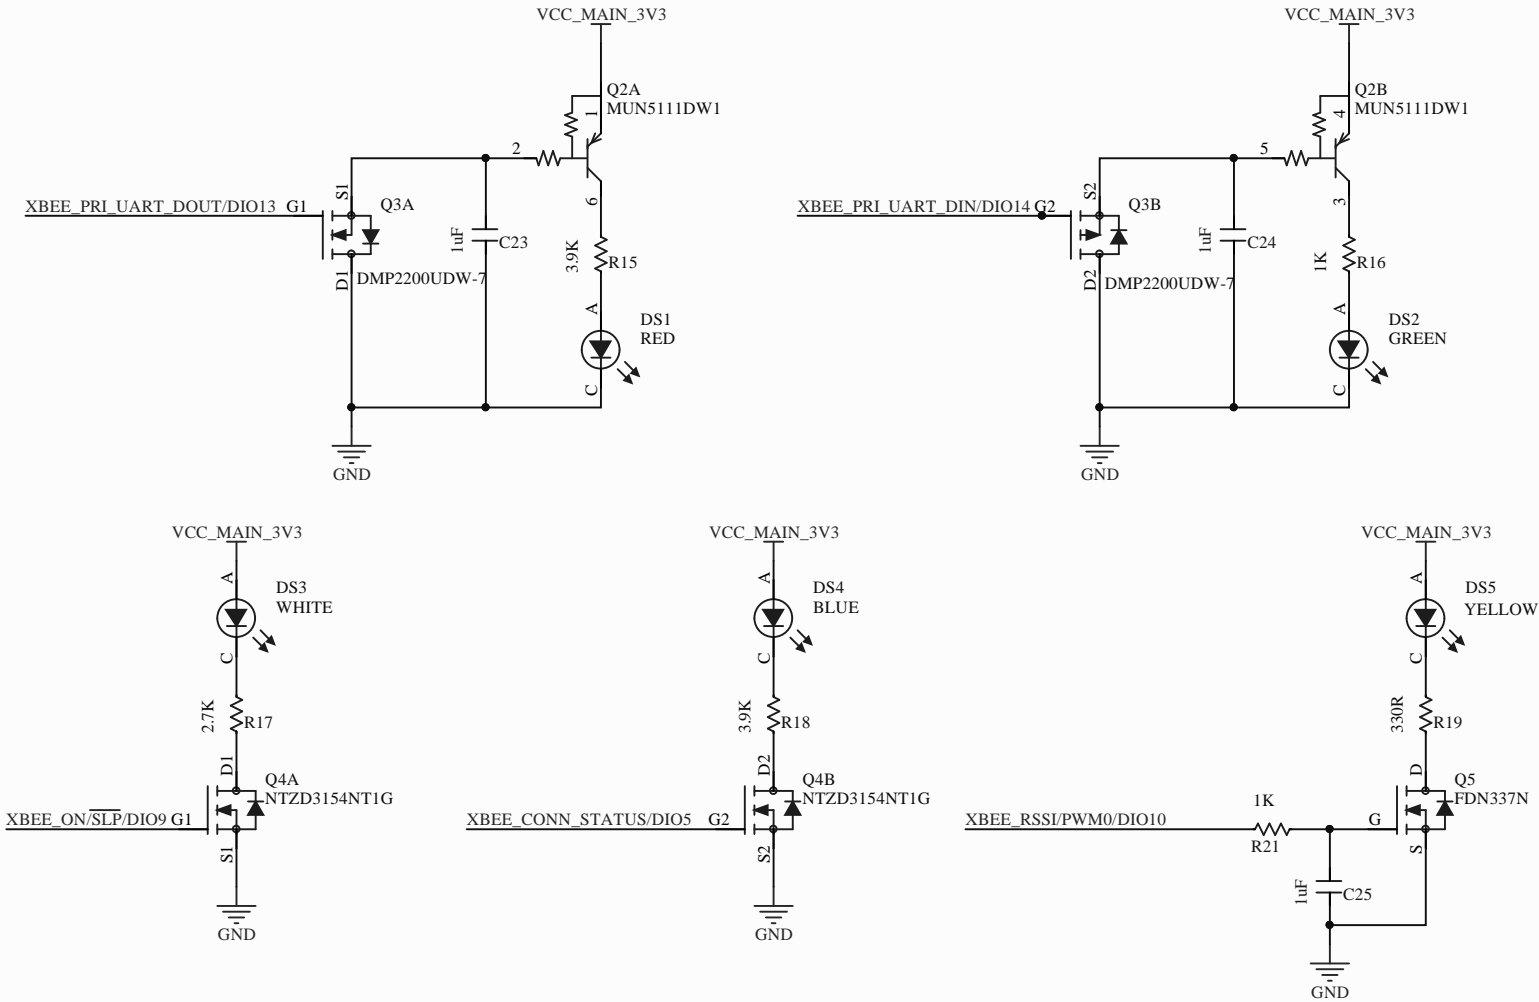 VCC_MAIN_3V3
Q2A
MUN5111DW1
1
2
6
S1
XBEE_PRI_UART_DOUT/DIO13 G1
Q3A
D1
DMP2200UDW-7
1uF
C23
3.9K
R15
A
DS1
RED
C
GND
VCC_MAIN_3V3
Q2B
MUN5111DW1
4
5
3
S2
XBEE_PRI_UART_DIN/DIO14 G2
Q3B
D2
DMP2200UDW-7
1uF
C24
1K
R16
A
DS2
GREEN
C
GND
VCC_MAIN_3V3
A
DS3
WHITE
C
2.7K
R17
D1
Q4A
NTZD3154NT1G
XBEE_ON/SLP/DIO9 G1
S1
GND
VCC_MAIN_3V3
A
DS4
BLUE
C
3.9K
R18
D2
Q4B
NTZD3154NT1G
XBEE_CONN_STATUS/DIO5 G2
S2
GND
VCC_MAIN_3V3
A
DS5
YELLOW
C
330R
R19
D
Q5
FDN337N
XBEE_RSSI/PWM0/DIO10
1K
R21
G
S
1uF
C25
GND